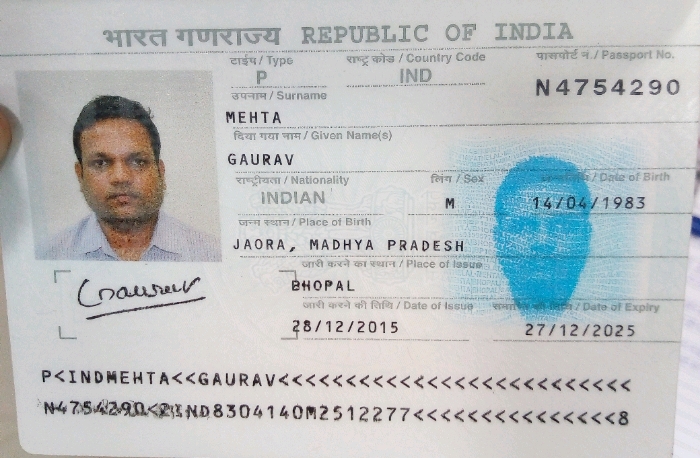 भारत गणराज्य REPUBLIC OF INDIA
टाईप / Type राष्ट्र कोड / Country Code पासपोर्ट नं. / Passport No.
P IND N4754290
उपनाम / Surname
MEHTA
दिया गया नाम / Given Name(s)
GAURAV
राष्ट्रीयता / Nationality लिंग / Sex / Date of Birth
INDIAN M 14/04/1983
जन्म स्थान / Place of Birth
JAORA, MADHYA PRADESH
जारी करने का स्थान / Place of Issue
BHOPAL
Gaurav
जारी करने की तिथि / Date of Issue समाप्ति की तिथि / Date of Expiry
28/12/2015 27/12/2025
P<INDMEHTA<<GAURAV<<<<<<<<<<<<<<<<<<<<<<<<<<
N4754290<2IND8304140M2512277<<<<<<<<<<<<<<<8